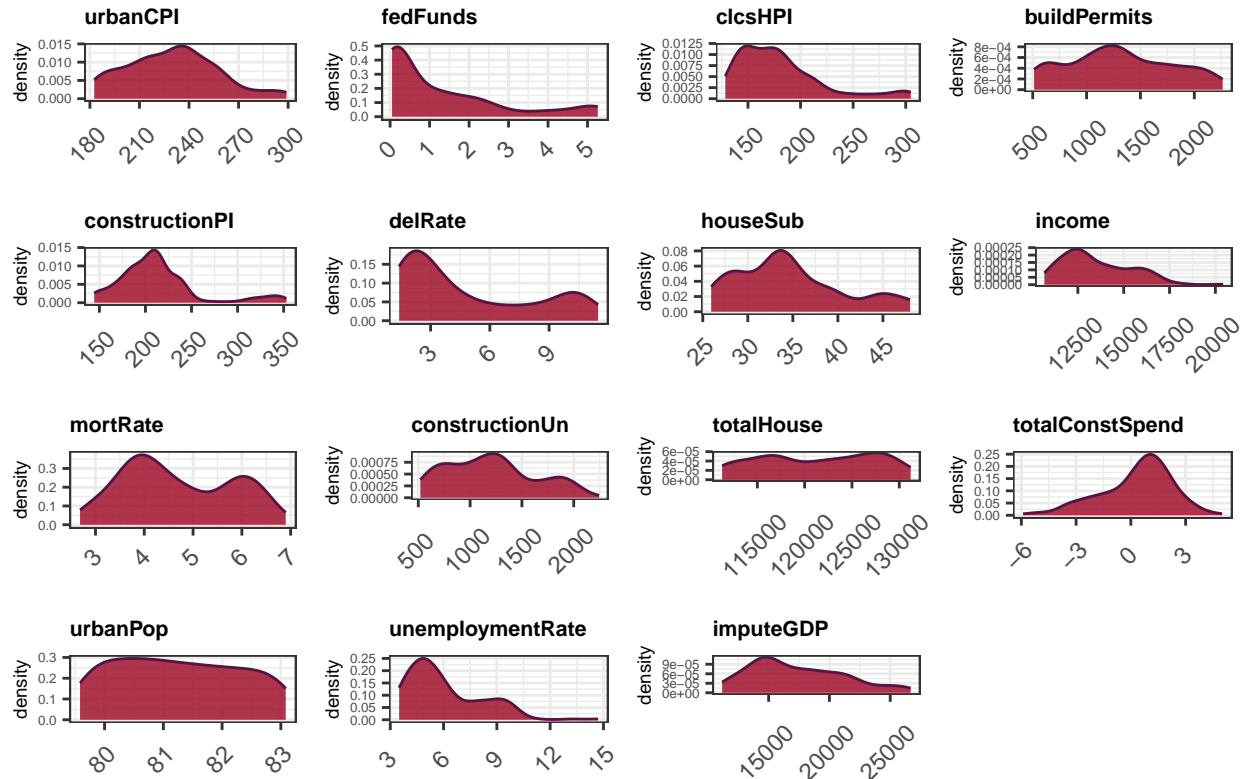 urbanCPI fedFunds clcsHPI buildPermits
density 0.015 0.010 0.005 0.000
180 210 240 270 300
density 0.5 0.4 0.3 0.2 0.1 0.0
0 1 2 3 4 5
density 0.0125 0.0100 0.0075 0.0050 0.0025 0.0000
150 200 250 300
density 8e−04 6e−04 4e−04 2e−04 0e+00
500 1000 1500 2000
constructionPI delRate houseSub income
density 0.015 0.010 0.005 0.000
150 200 250 300 350
density 0.15 0.10 0.05 0.00
3 6 9
density 0.08 0.06 0.04 0.02 0.00
25 30 35 40 45
density 0.00025 0.00020 0.00015 0.00010 0.00005 0.00000
12500 15000 17500 20000
mortRate constructionUn totalHouse totalConstSpend
density 0.3 0.2 0.1 0.0
3 4 5 6 7
density 0.00075 0.00050 0.00025 0.00000
500 1000 1500 2000
density 6e−05 4e−05 2e−05 0e+00
115000 120000 125000 130000
density 0.25 0.20 0.15 0.10 0.05 0.00
−6 −3 0 3
urbanPop unemploymentRate imputeGDP
density 0.3 0.2 0.1 0.0
80 81 82 83
density 0.25 0.20 0.15 0.10 0.05 0.00
3 6 9 12 15
density 9e−05 6e−05 3e−05 0e+00
15000 20000 25000